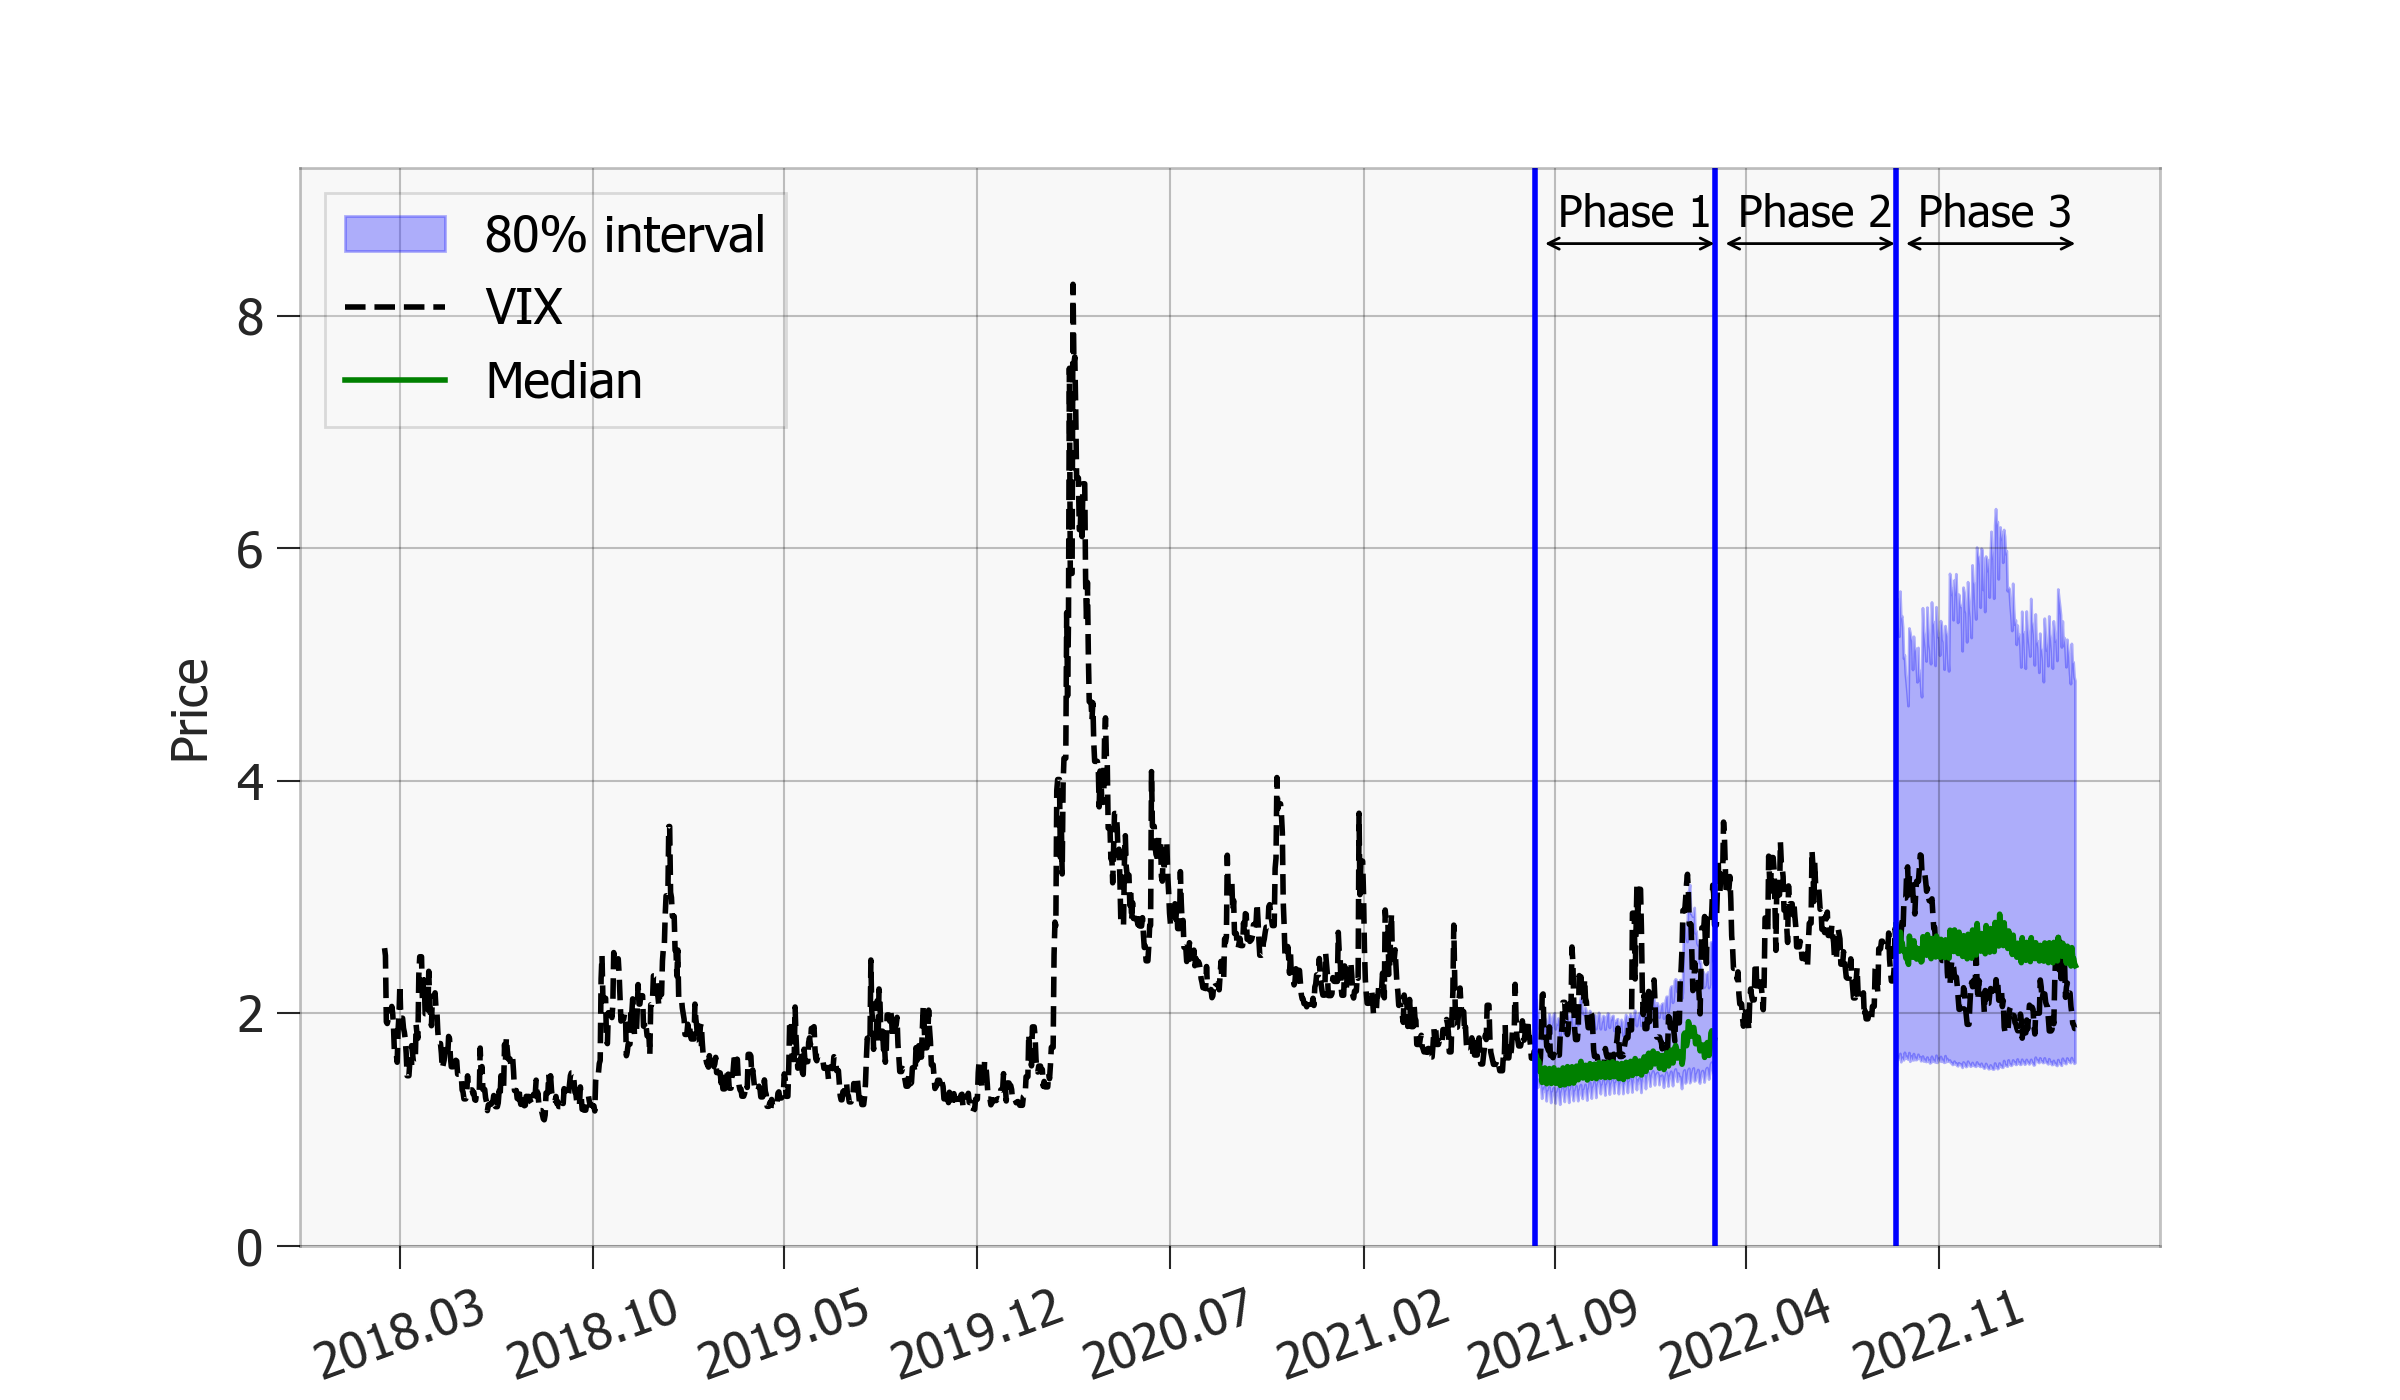 80% interval
VIX
Median
Phase 1
Phase 2
Phase 3
8
6
4
2
0
Price
2018.03
2018.10
2019.05
2019.12
2020.07
2021.02
2021.09
2022.04
2022.11